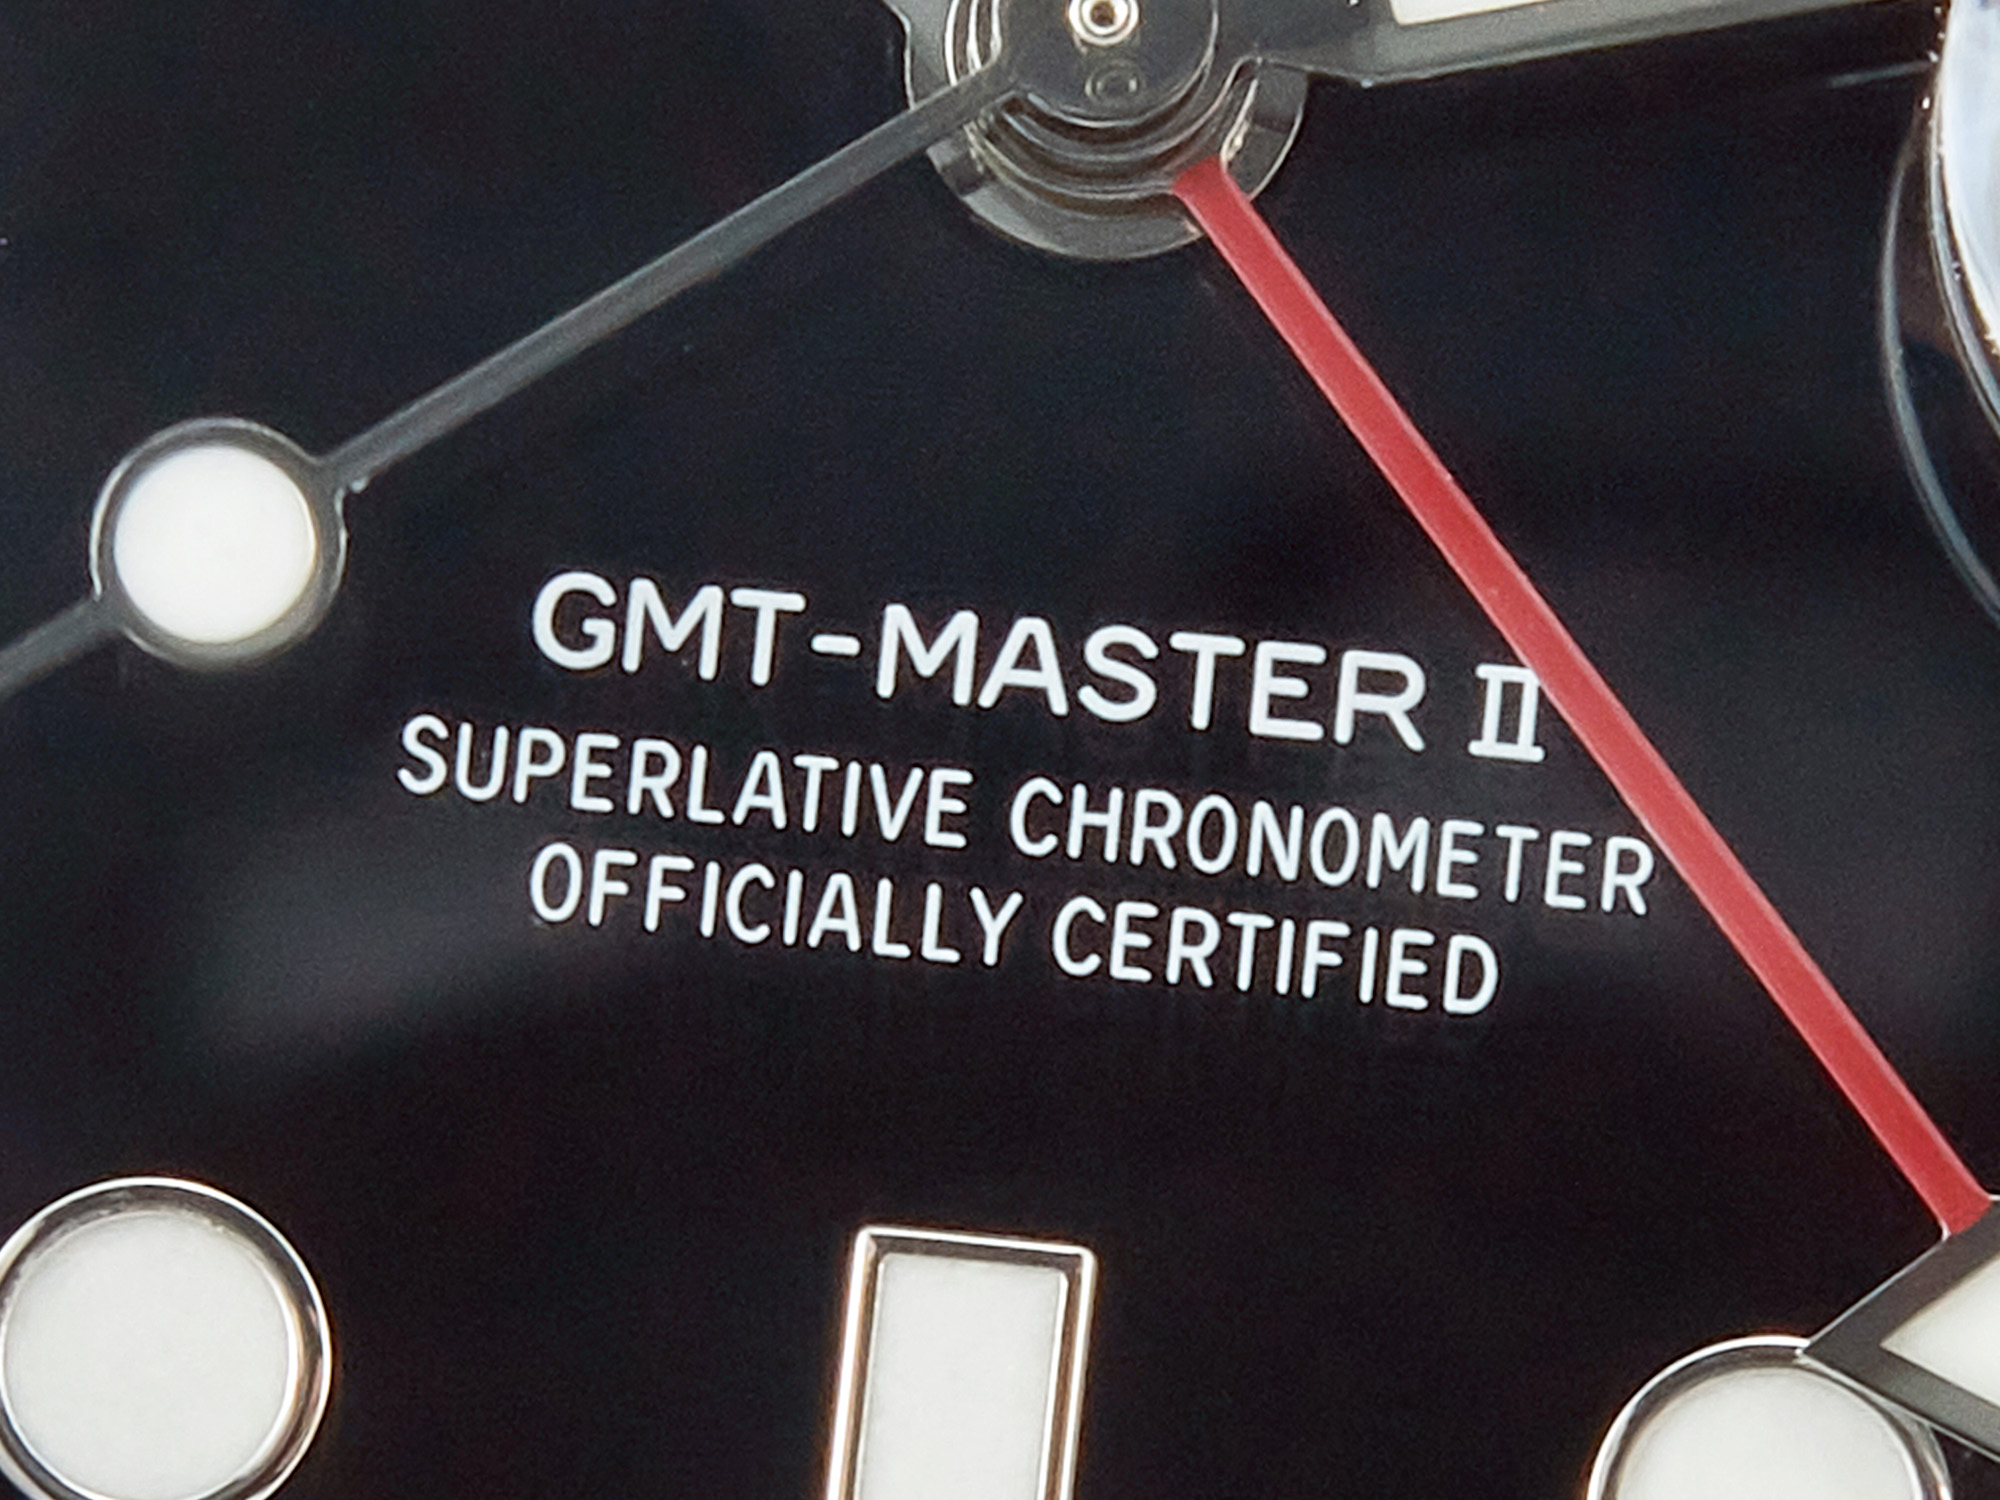 GMT-MASTER II
SUPERLATIVE CHRONOMETER
OFFICIALLY CERTIFIED